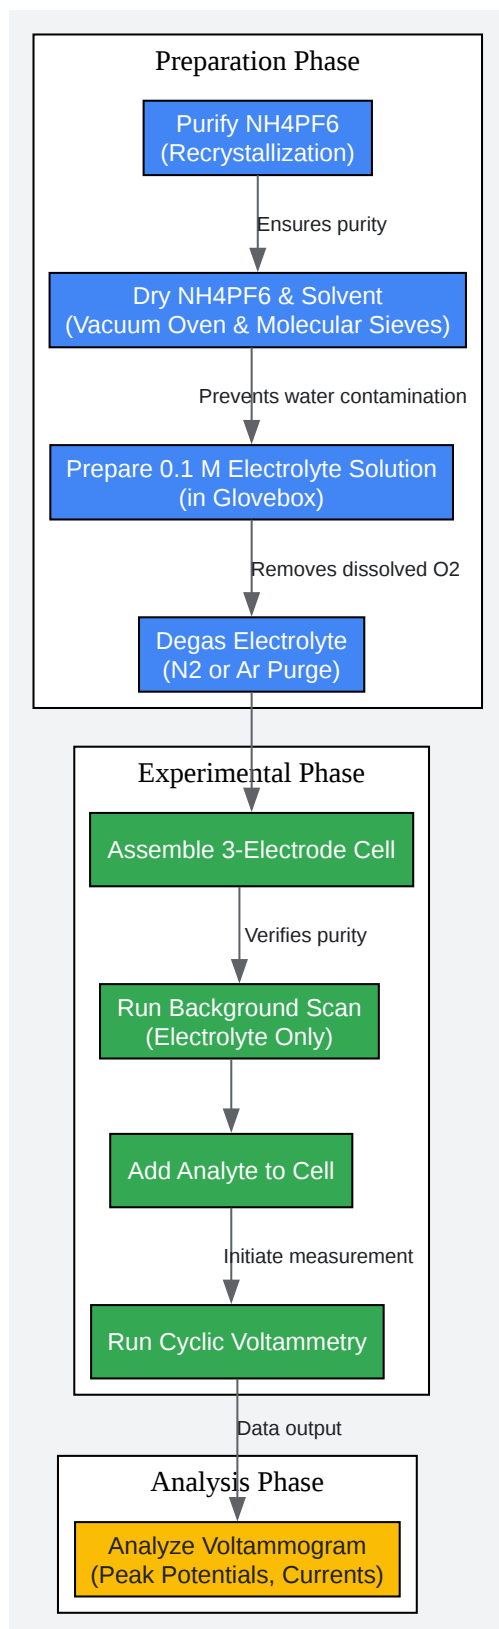 Preparation Phase
Purify NH4PF6
(Recrystallization)
Ensures purity
Dry NH4PF6 & Solvent
(Vacuum Oven & Molecular Sieves)
Prevents water contamination
Prepare 0.1 M Electrolyte Solution
(in Glovebox)
Removes dissolved O2
Degas Electrolyte
(N2 or Ar Purge)
Experimental Phase
Assemble 3-Electrode Cell
Verifies purity
Run Background Scan
(Electrolyte Only)
Add Analyte to Cell
Initiate measurement
Run Cyclic Voltammetry
Data output
Analysis Phase
Analyze Voltammogram
(Peak Potentials, Currents)